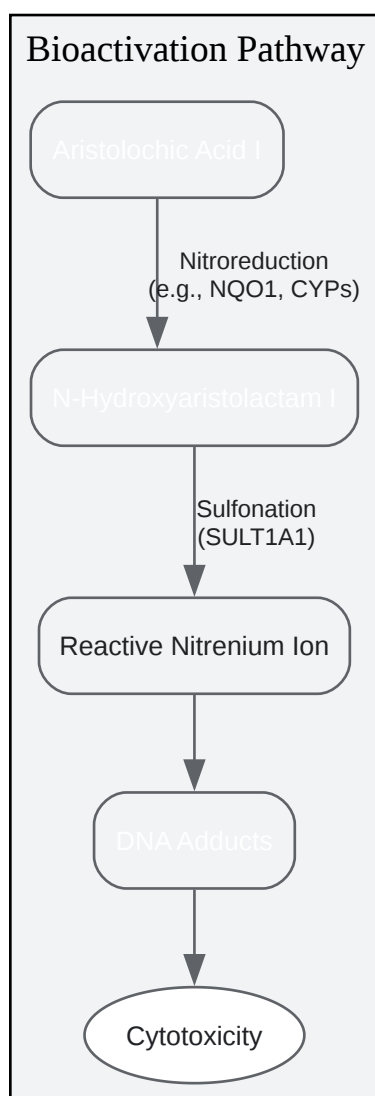 Bioactivation Pathway
Aristolochic Acid I
Nitroreduction
(e.g., NQO1, CYPs)
N-Hydroxyaristolactam I
Sulfonation
(SULT1A1)
Reactive Nitrenium Ion
DNA Adducts
Cytotoxicity